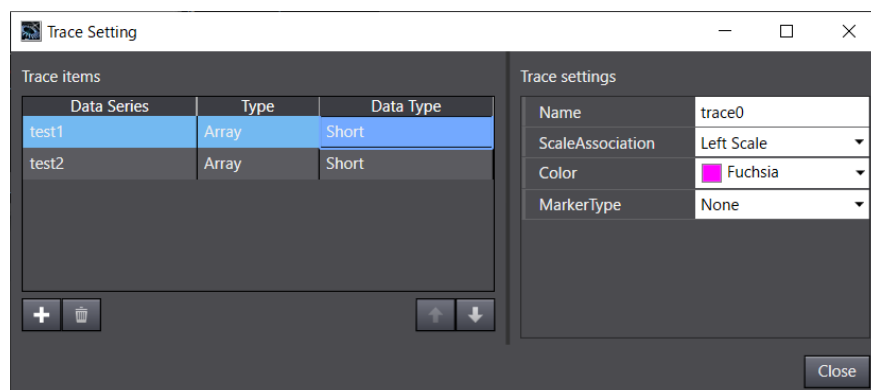 Trace Setting
Trace items
Data Series Type Data Type
test1 Array Short
test2 Array Short
Trace settings
Name trace0
ScaleAssociation Left Scale
Color Fuchsia
MarkerType None
Close